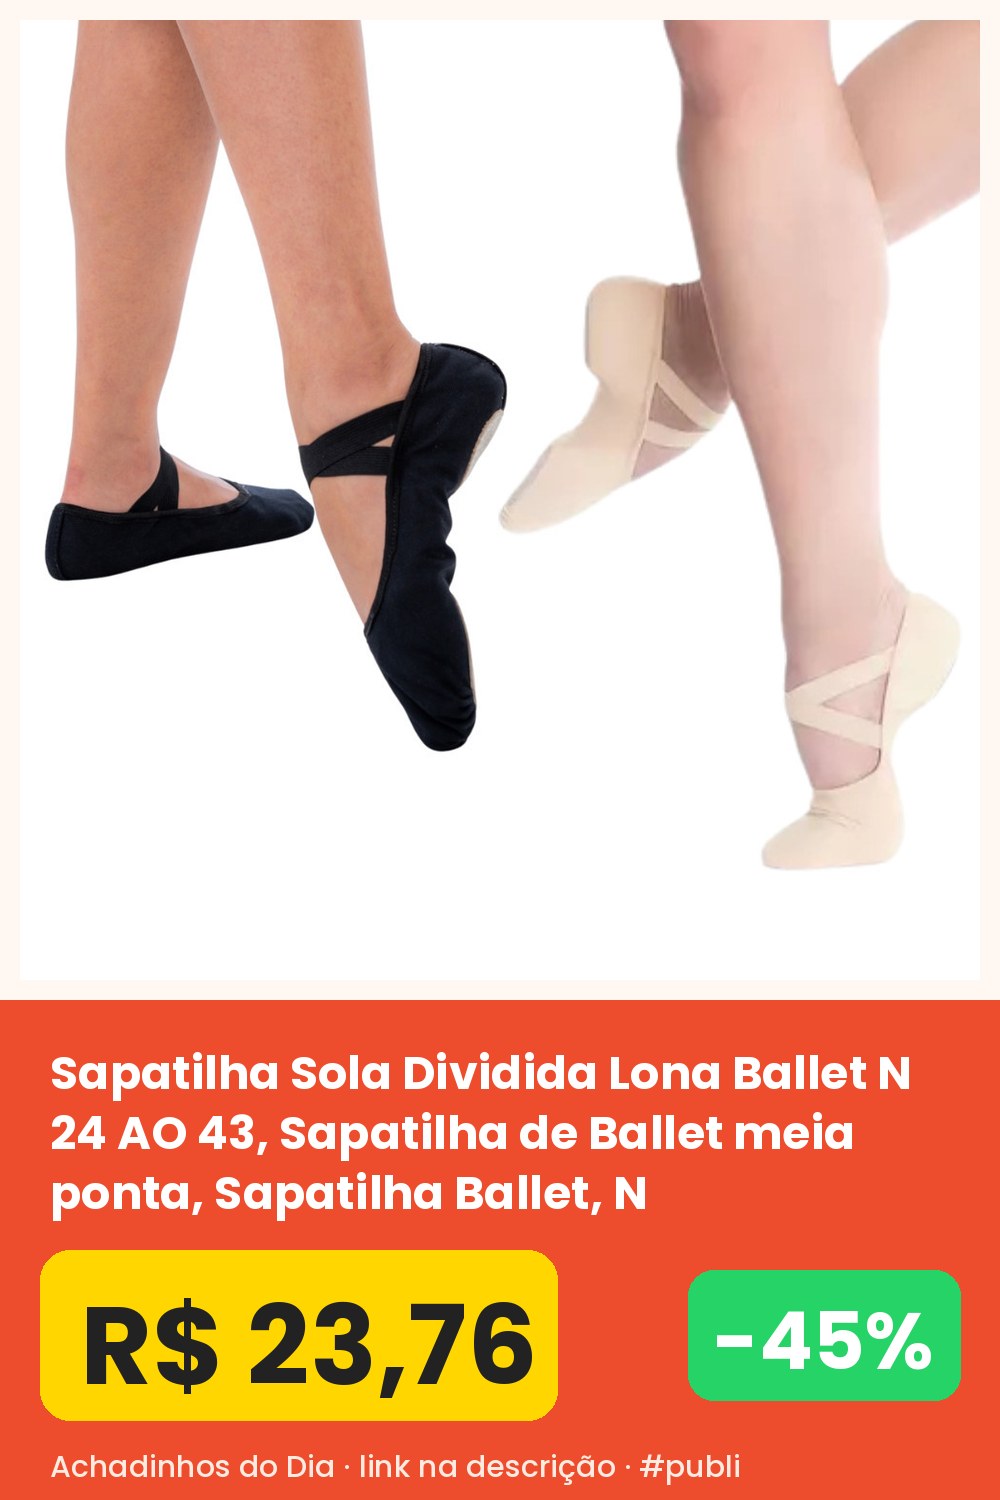 Sapatilha Sola Dividida Lona Ballet N
24 AO 43, Sapatilha de Ballet meia
ponta, Sapatilha Ballet, N
R$ 23,76
-45%
Achadinhos do Dia · link na descrição · #publi